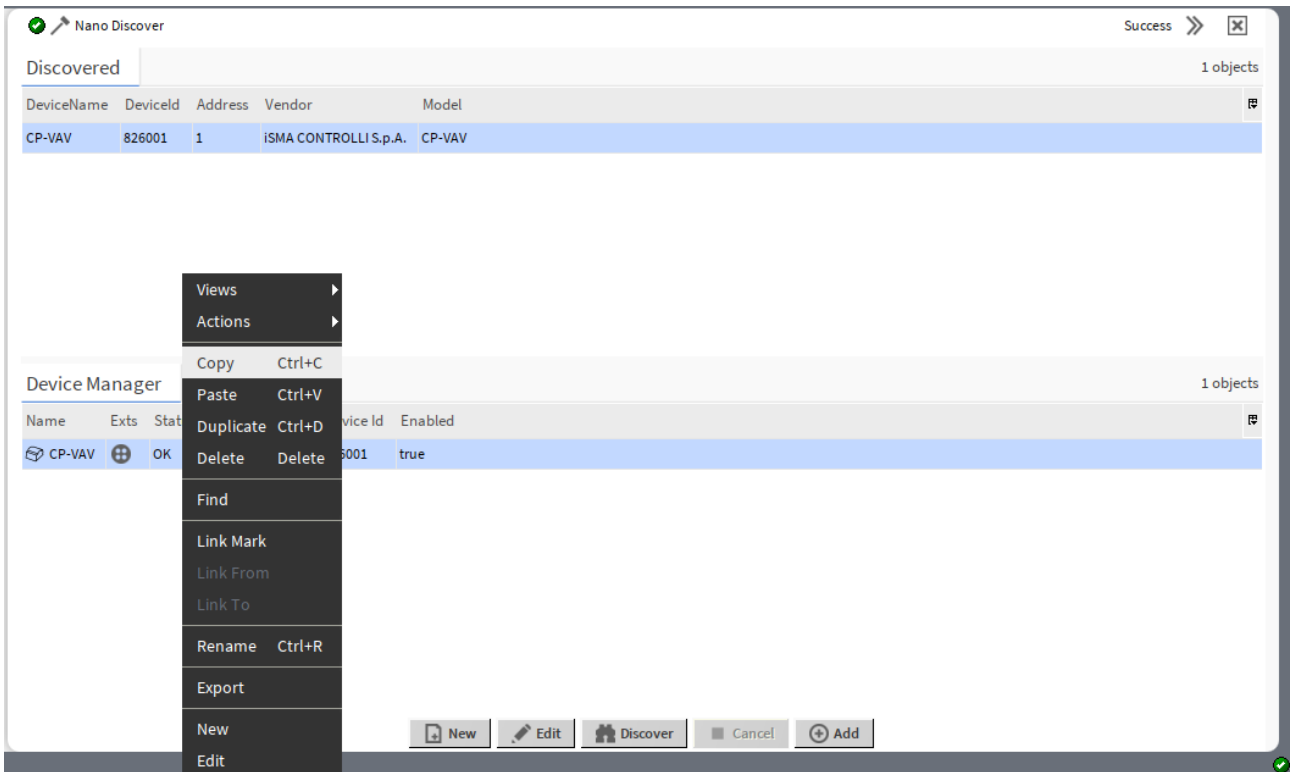 Nano Discover Success
Discovered 1 objects
DeviceName DeviceId Address Vendor Model
CP-VAV 826001 1 iSMA CONTROLLI S.p.A. CP-VAV
Views
Actions
Copy Ctrl+C
Paste Ctrl+V
Duplicate Ctrl+D
Delete Delete
Find
Link Mark
Link From
Link To
Rename Ctrl+R
Export
New
Edit
Device Manager 1 objects
Name Exts Stat vice Id Enabled
CP-VAV OK 6001 true
New Edit Discover Cancel Add